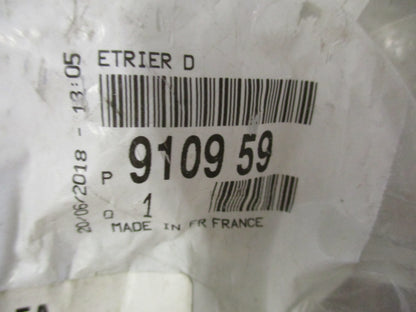 ETRIER D
P 9109 59
Q 1
MADE IN FR FRANCE
20/06/2018 - 13:05